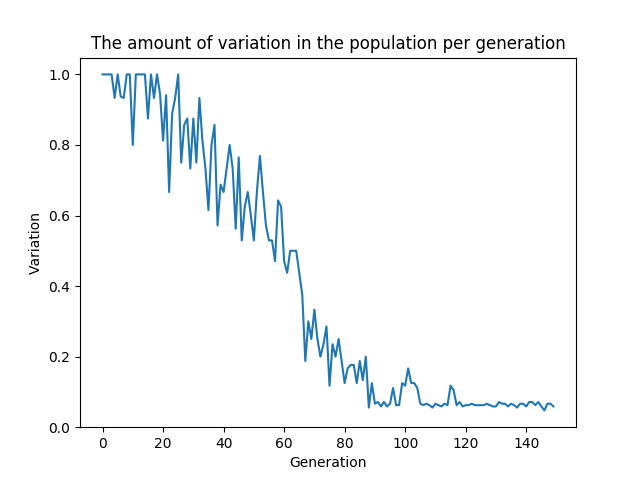 The amount of variation in the population per generation
1.0
0.8
0.6
0.4
0.2
0.0
Variation
0 20 40 60 80 100 120 140
Generation